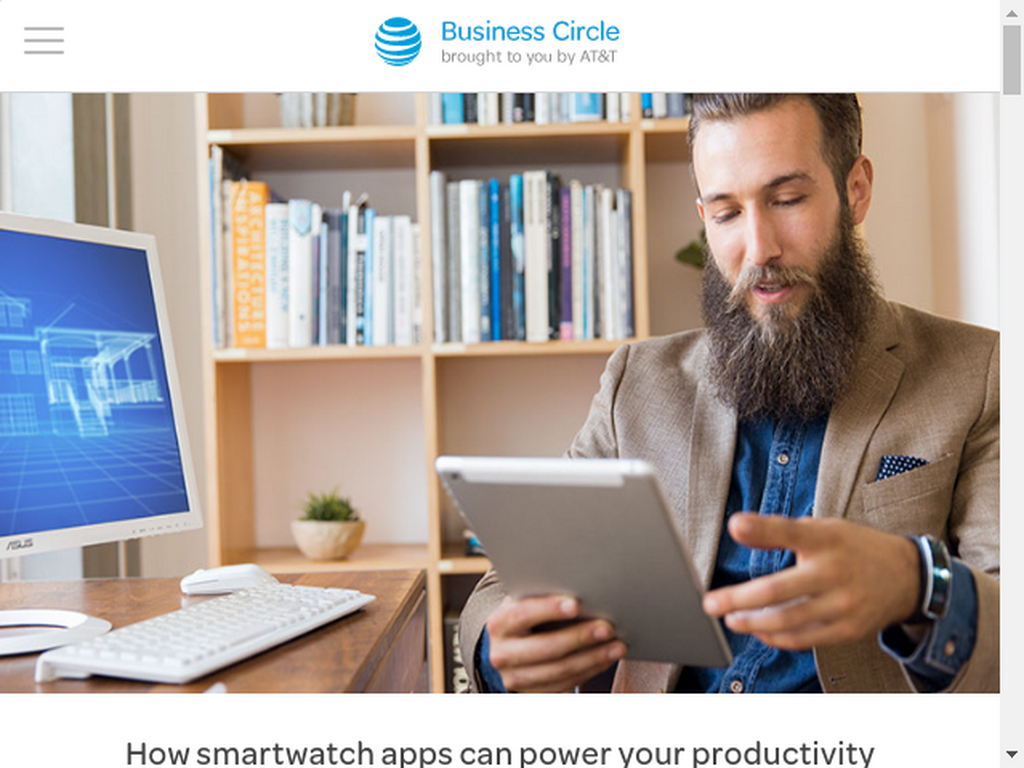 Business Circle
brought to you by AT&T
ARCHITECTURE
INSPIRATIONS
ASUS
How smartwatch apps can power your productivity